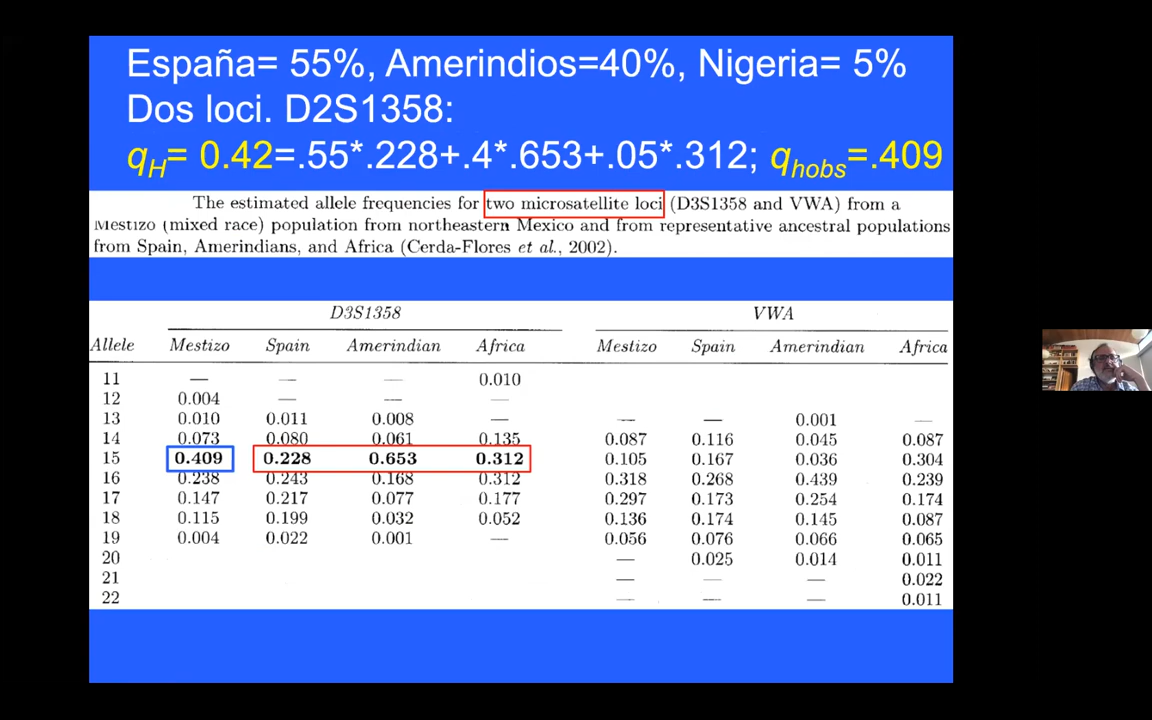 España= 55%, Amerindios=40%, Nigeria= 5%
Dos loci. D2S1358:
qH= 0.42=.55*.228+.4*.653+.05*.312; qhobs=.409
The estimated allele frequencies for two microsatellite loci (D3S1358 and VWA) from a
Mestizo (mixed race) population from northeastern Mexico and from representative ancestral populations
from Spain, Amerindians, and Africa (Cerda-Flores et al., 2002).
D3S1358 VWA
Allele Mestizo Spain Amerindian Africa Mestizo Spain Amerindian Africa
11 — — — 0.010
12 0.004 — — —
13 0.010 0.011 0.008 — — — 0.001 —
14 0.073 0.080 0.061 0.135 0.087 0.116 0.045 0.087
15 0.409 0.228 0.653 0.312 0.105 0.167 0.036 0.304
16 0.238 0.243 0.168 0.312 0.318 0.268 0.439 0.239
17 0.147 0.217 0.077 0.177 0.297 0.173 0.254 0.174
18 0.115 0.199 0.032 0.052 0.136 0.174 0.145 0.087
19 0.004 0.022 0.001 — 0.056 0.076 0.066 0.065
20 — 0.025 0.014 0.011
21 — — — 0.022
22 — — — 0.011